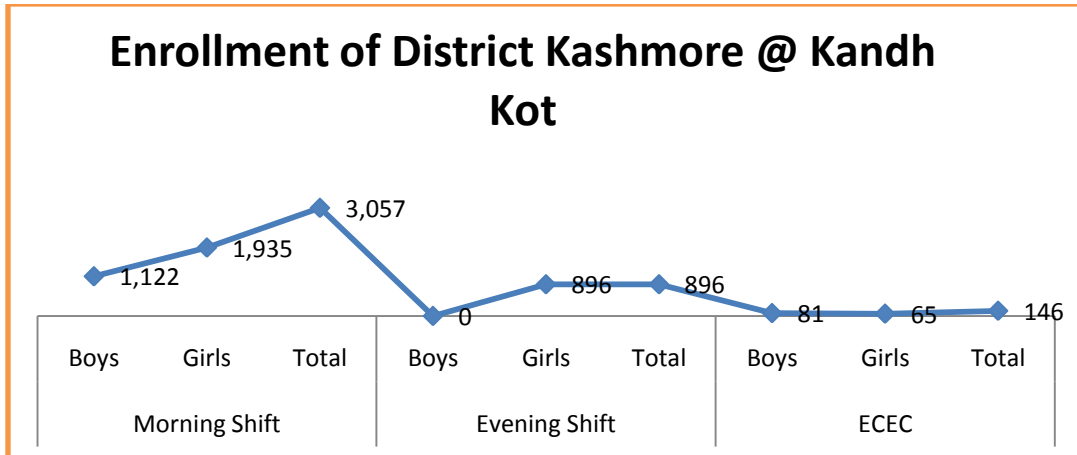 Enrollment of District Kashmore @ Kandh
Kot
3,057
1,935
1,122
896
896
0
81
65
146
Boys Girls Total Boys Girls Total Boys Girls Total
Morning Shift Evening Shift ECEC